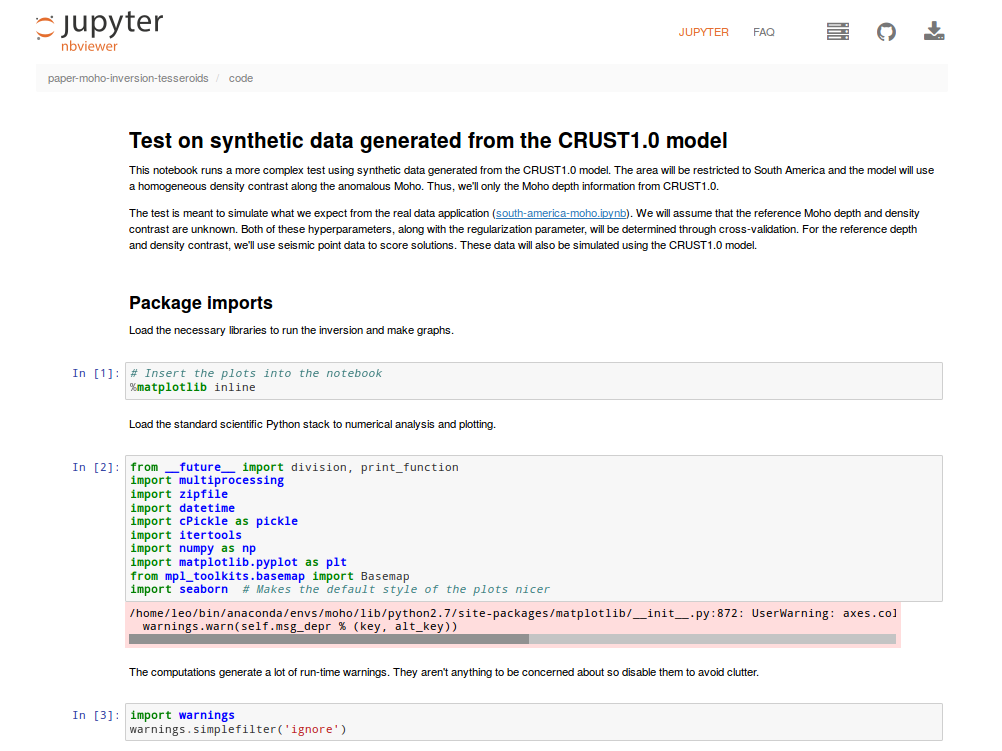 jupyter
nbviewer
JUPYTER FAQ
paper-moho-inversion-tesseroids / code
Test on synthetic data generated from the CRUST1.0 model
This notebook runs a more complex test using synthetic data generated from the CRUST1.0 model. The area will be restricted to South America and the model will use
a homogeneous density contrast along the anomalous Moho. Thus, we'll only the Moho depth information from CRUST1.0.
The test is meant to simulate what we expect from the real data application (south-america-moho.ipynb). We will assume that the reference Moho depth and density
contrast are unknown. Both of these hyperparameters, along with the regularization parameter, will be determined through cross-validation. For the reference depth
and density contrast, we'll use seismic point data to score solutions. These data will also be simulated using the CRUST1.0 model.
Package imports
Load the necessary libraries to run the inversion and make graphs.
In [1]: # Insert the plots into the notebook
%matplotlib inline
Load the standard scientific Python stack to numerical analysis and plotting.
In [2]: from __future__ import division, print_function
import multiprocessing
import zipfile
import datetime
import cPickle as pickle
import itertools
import numpy as np
import matplotlib.pyplot as plt
from mpl_toolkits.basemap import Basemap
import seaborn  # Makes the default style of the plots nicer
/home/leo/bin/anaconda/envs/moho/lib/python2.7/site-packages/matplotlib/__init__.py:872: UserWarning: axes.col
  warnings.warn(self.msg_depr % (key, alt_key))
The computations generate a lot of run-time warnings. They aren't anything to be concerned about so disable them to avoid clutter.
In [3]: import warnings
warnings.simplefilter('ignore')